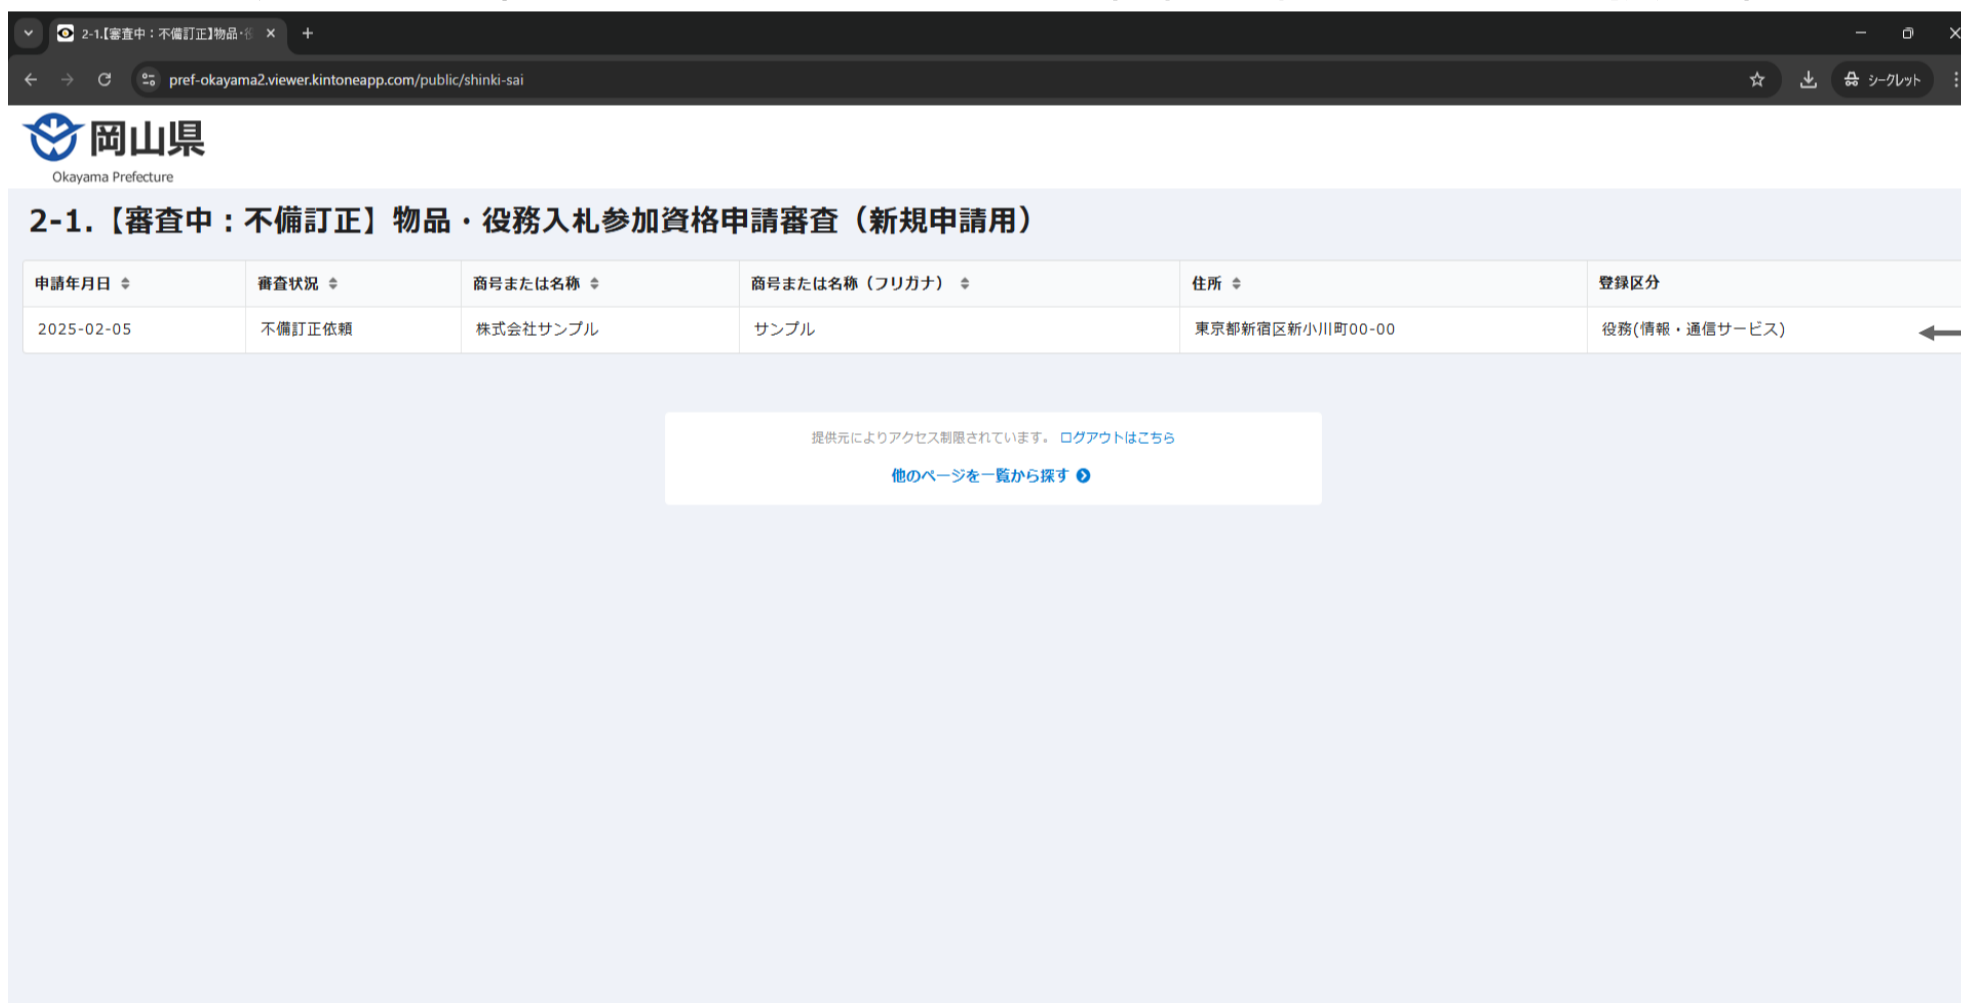 2-1.【審査中：不備訂正】物品・役
pref-okayama2.viewer.kintoneapp.com/public/shinki-sai
シークレット
岡山県
Okayama Prefecture
2-1.【審査中：不備訂正】物品・役務入札参加資格申請審査（新規申請用）
申請年月日 審査状況 商号または名称 商号または名称（フリガナ） 住所 登録区分
2025-02-05 不備訂正依頼 株式会社サンプル サンプル 東京都新宿区新小川町00-00 役務(情報・通信サービス)
提供元によりアクセス制限されています。 ログアウトはこちら
他のページを一覧から探す